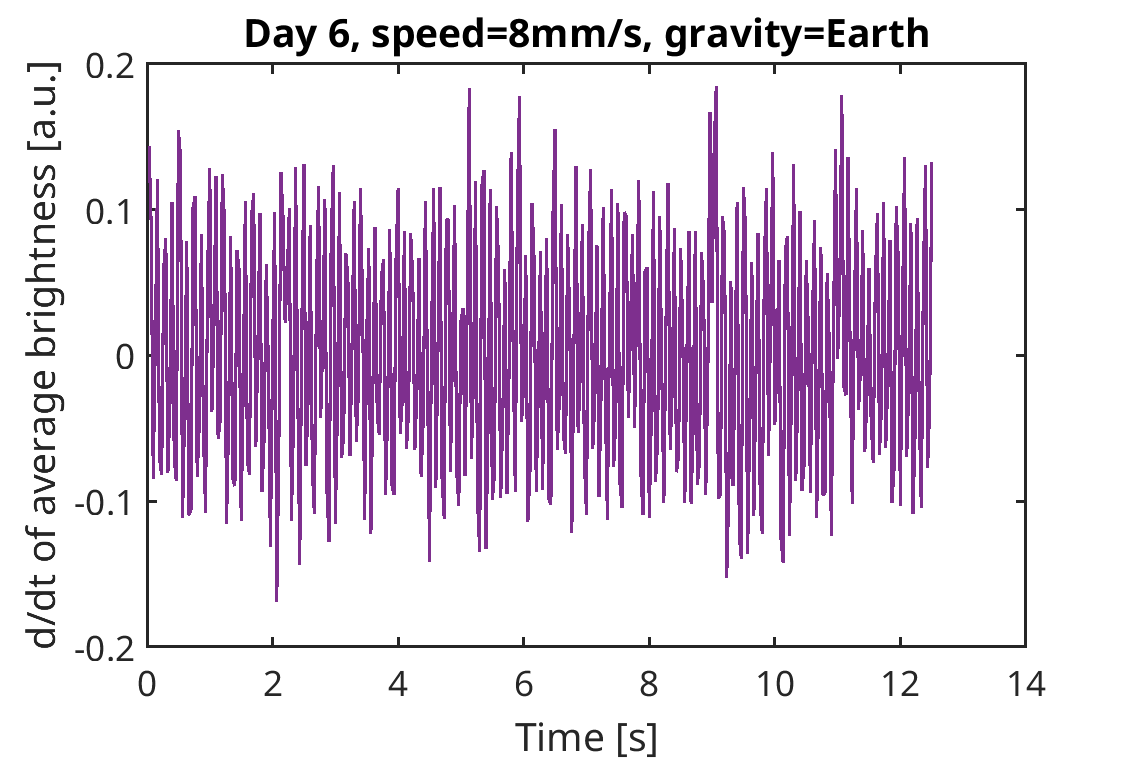 Day 6, speed=8mm/s, gravity=Earth
d/dt of average brightness [a.u.]
0.2
0.1
0
-0.1
-0.2
0 2 4 6 8 10 12 14
Time [s]